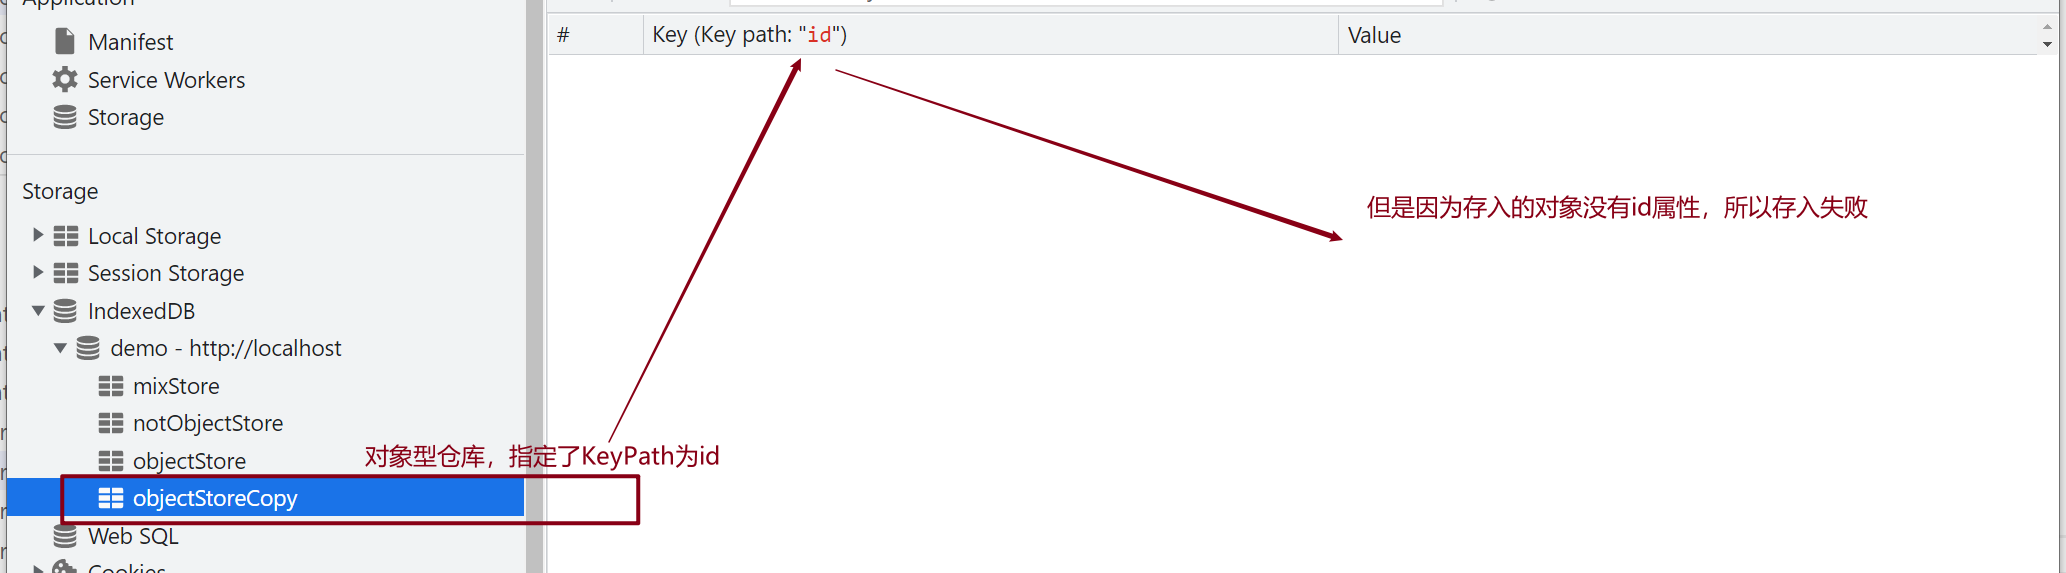 Application
Manifest
Service Workers
Storage
Storage
Local Storage
Session Storage
IndexedDB
demo - http://localhost
mixStore
notObjectStore
objectStore
objectStoreCopy
Web SQL
Cookies
# Key (Key path: "id") Value
但是因为存入的对象没有id属性，所以存入失败
对象型仓库，指定了KeyPath为id